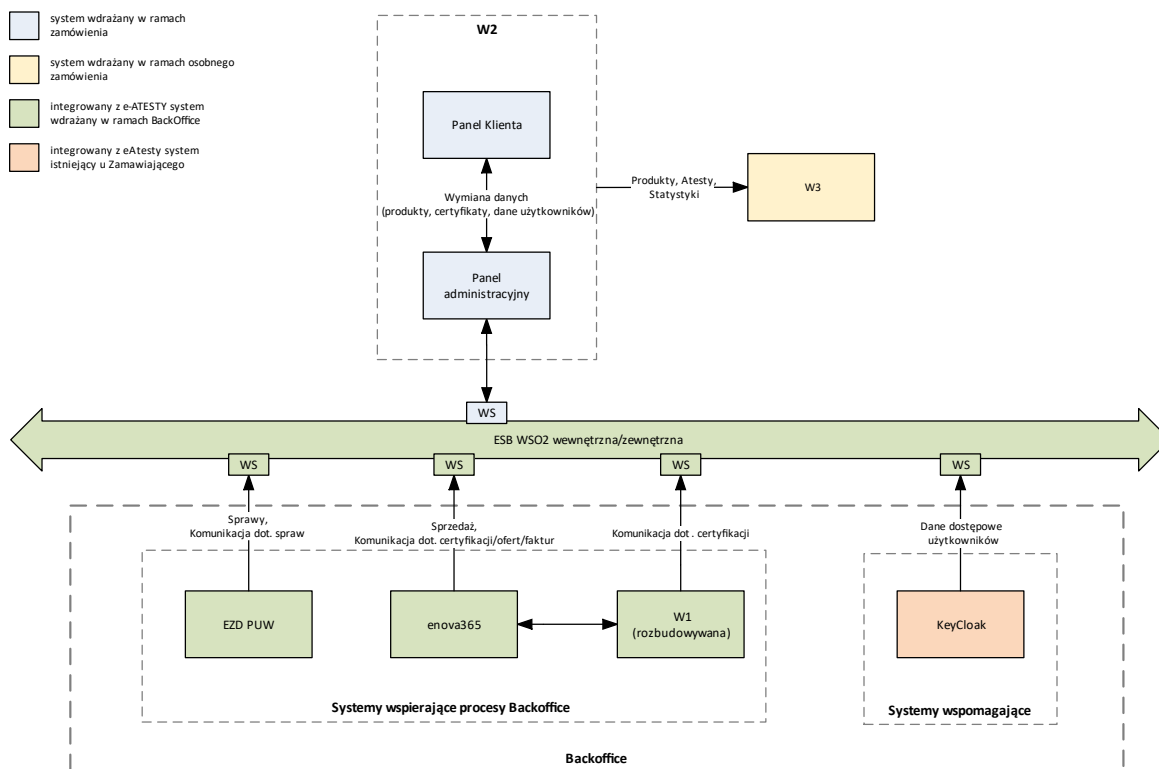 system wdrażany w ramach
zamówienia
system wdrażany w ramach osobnego
zamówienia
integrowany z e-ATESTY system
wdrażany w ramach BackOffice
integrowany z eAtesty system
istniejący u Zamawiającego
W2
Panel Klienta
Wymiana danych
(produkty, certyfikaty, dane użytkowników)
Panel
administracyjny
Produkty, Atesty,
Statystyki
W3
WS
ESB WSO2 wewnętrzna/zewnętrzna
WS
WS
WS
WS
Sprawy,
Komunikacja dot. spraw
Sprzedaż,
Komunikacja dot. certyfikacji/ofert/faktur
Komunikacja dot . certyfikacji
Dane dostępowe
użytkowników
EZD PUW
enova365
W1
(rozbudowywana)
KeyCloak
Systemy wspierające procesy Backoffice
Systemy wspomagające
Backoffice